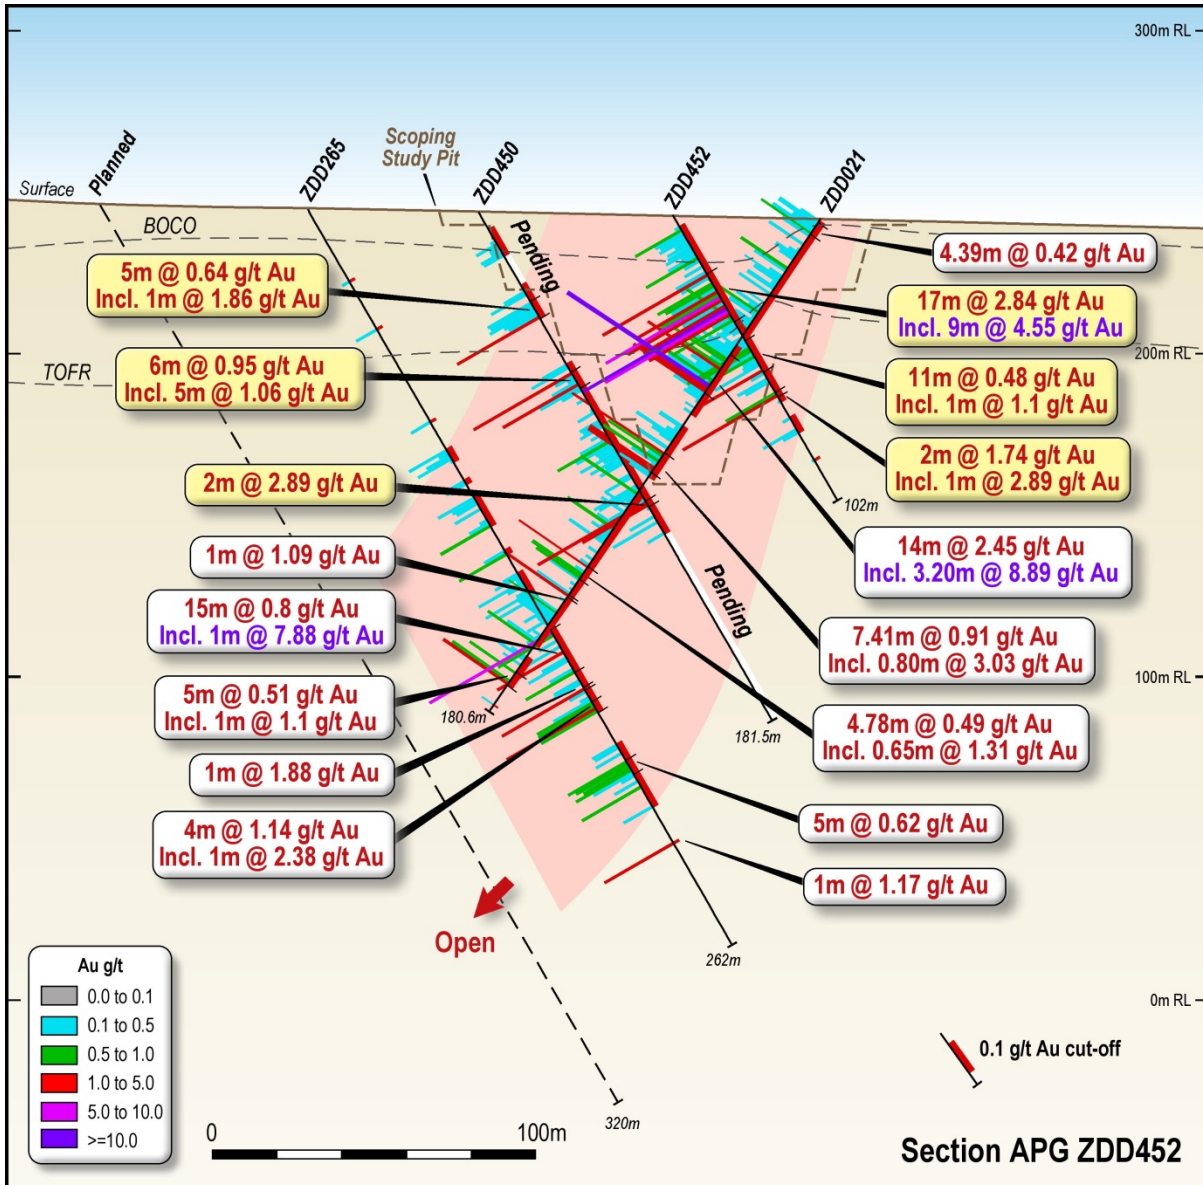 300m RL
Surface
Planned
ZDD265
Scoping
Study Pit
ZDD450
ZDD452
ZDD021
BOCO
Pending
4.39m @ 0.42 g/t Au
5m @ 0.64 g/t Au
Incl. 1m @ 1.86 g/t Au
17m @ 2.84 g/t Au
Incl. 9m @ 4.55 g/t Au
200m RL
TOFR
6m @ 0.95 g/t Au
Incl. 5m @ 1.06 g/t Au
11m @ 0.48 g/t Au
Incl. 1m @ 1.1 g/t Au
2m @ 1.74 g/t Au
Incl. 1m @ 2.89 g/t Au
2m @ 2.89 g/t Au
102m
1m @ 1.09 g/t Au
14m @ 2.45 g/t Au
Incl. 3.20m @ 8.89 g/t Au
Pending
15m @ 0.8 g/t Au
Incl. 1m @ 7.88 g/t Au
7.41m @ 0.91 g/t Au
Incl. 0.80m @ 3.03 g/t Au
100m RL
5m @ 0.51 g/t Au
Incl. 1m @ 1.1 g/t Au
180.6m
181.5m
4.78m @ 0.49 g/t Au
Incl. 0.65m @ 1.31 g/t Au
1m @ 1.88 g/t Au
4m @ 1.14 g/t Au
Incl. 1m @ 2.38 g/t Au
5m @ 0.62 g/t Au
1m @ 1.17 g/t Au
Open
262m
0m RL
Au g/t
0.0 to 0.1
0.1 to 0.5
0.5 to 1.0
1.0 to 5.0
5.0 to 10.0
>=10.0
0.1 g/t Au cut-off
320m
0 100m
Section APG ZDD452